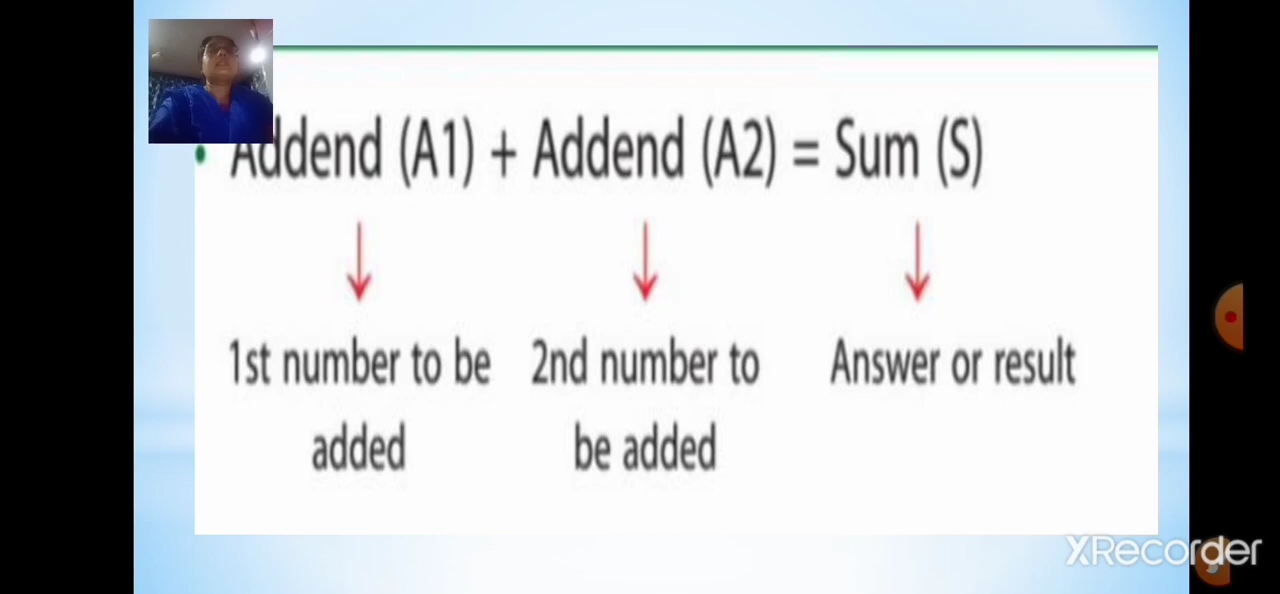 • Addend (A1) + Addend (A2) = Sum (S)
1st number to be added
2nd number to be added
Answer or result
XRecorder